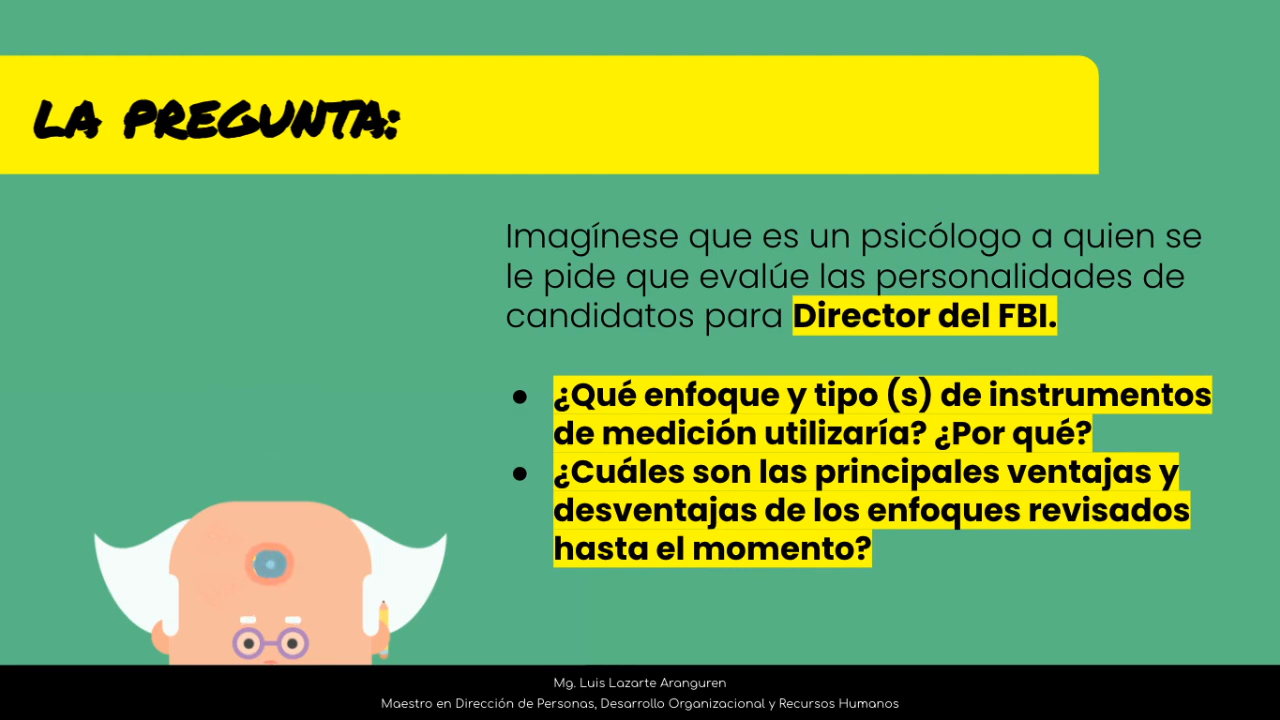 LA PREGUNTA:
Imagínese que es un psicólogo a quien se
le pide que evalúe las personalidades de
candidatos para Director del FBI.
● ¿Qué enfoque y tipo (s) de instrumentos
de medición utilizaría? ¿Por qué?
● ¿Cuáles son las principales ventajas y
desventajas de los enfoques revisados
hasta el momento?
Mg. Luis Lazarte Aranguren
Maestro en Dirección de Personas, Desarrollo Organizacional y Recursos Humanos